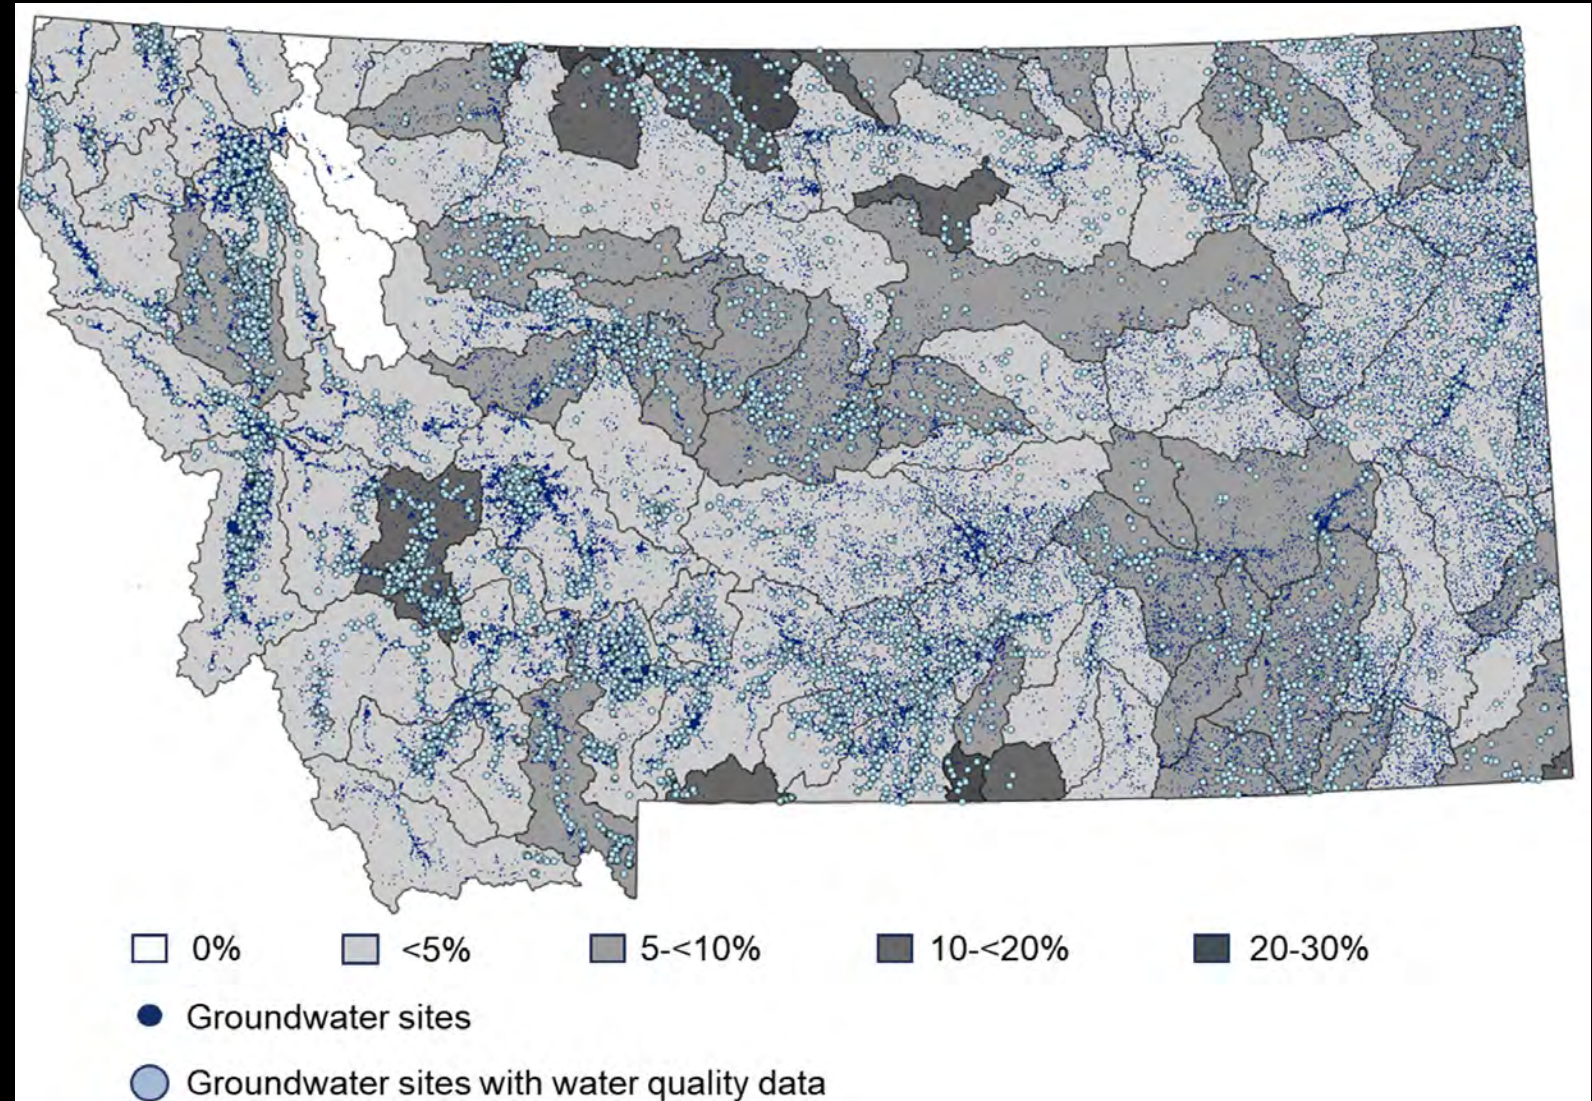 0% <5% 5-<10% 10-<20% 20-30%
Groundwater sites
Groundwater sites with water quality data